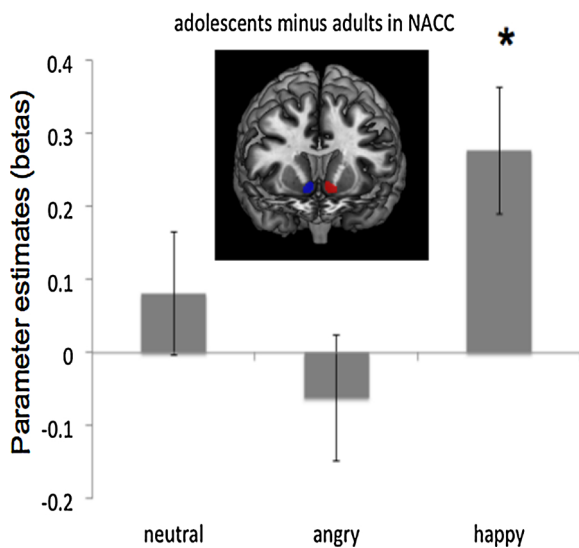 adolescents minus adults in NACC
*
Parameter estimates (betas)
0.4
0.3
0.2
0.1
0
-0.1
-0.2
neutral angry happy